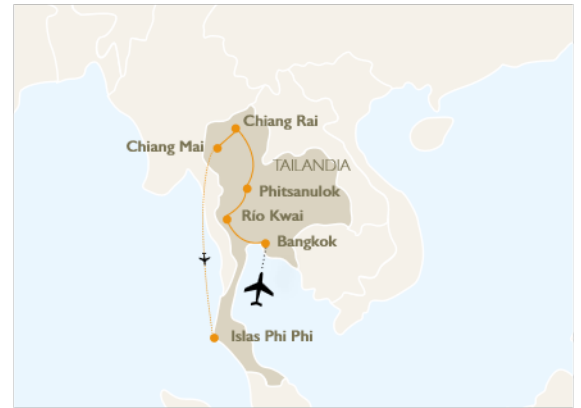 Chiang Rai
Chiang Mai
TAILANDIA
Phitsanulok
Río Kwai
Bangkok
Islas Phi Phi